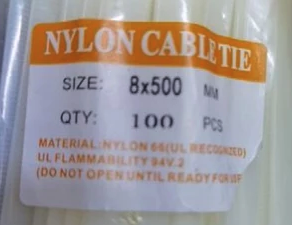 NYLON CABLE TIE
SIZE: 8x500 MM
QTY: 100 PCS
MATERIAL:NYLON 66(UL RECOGNIZED)
UL FLAMMABILITY 94V.2
(DO NOT OPEN UNTIL READY FOR USE